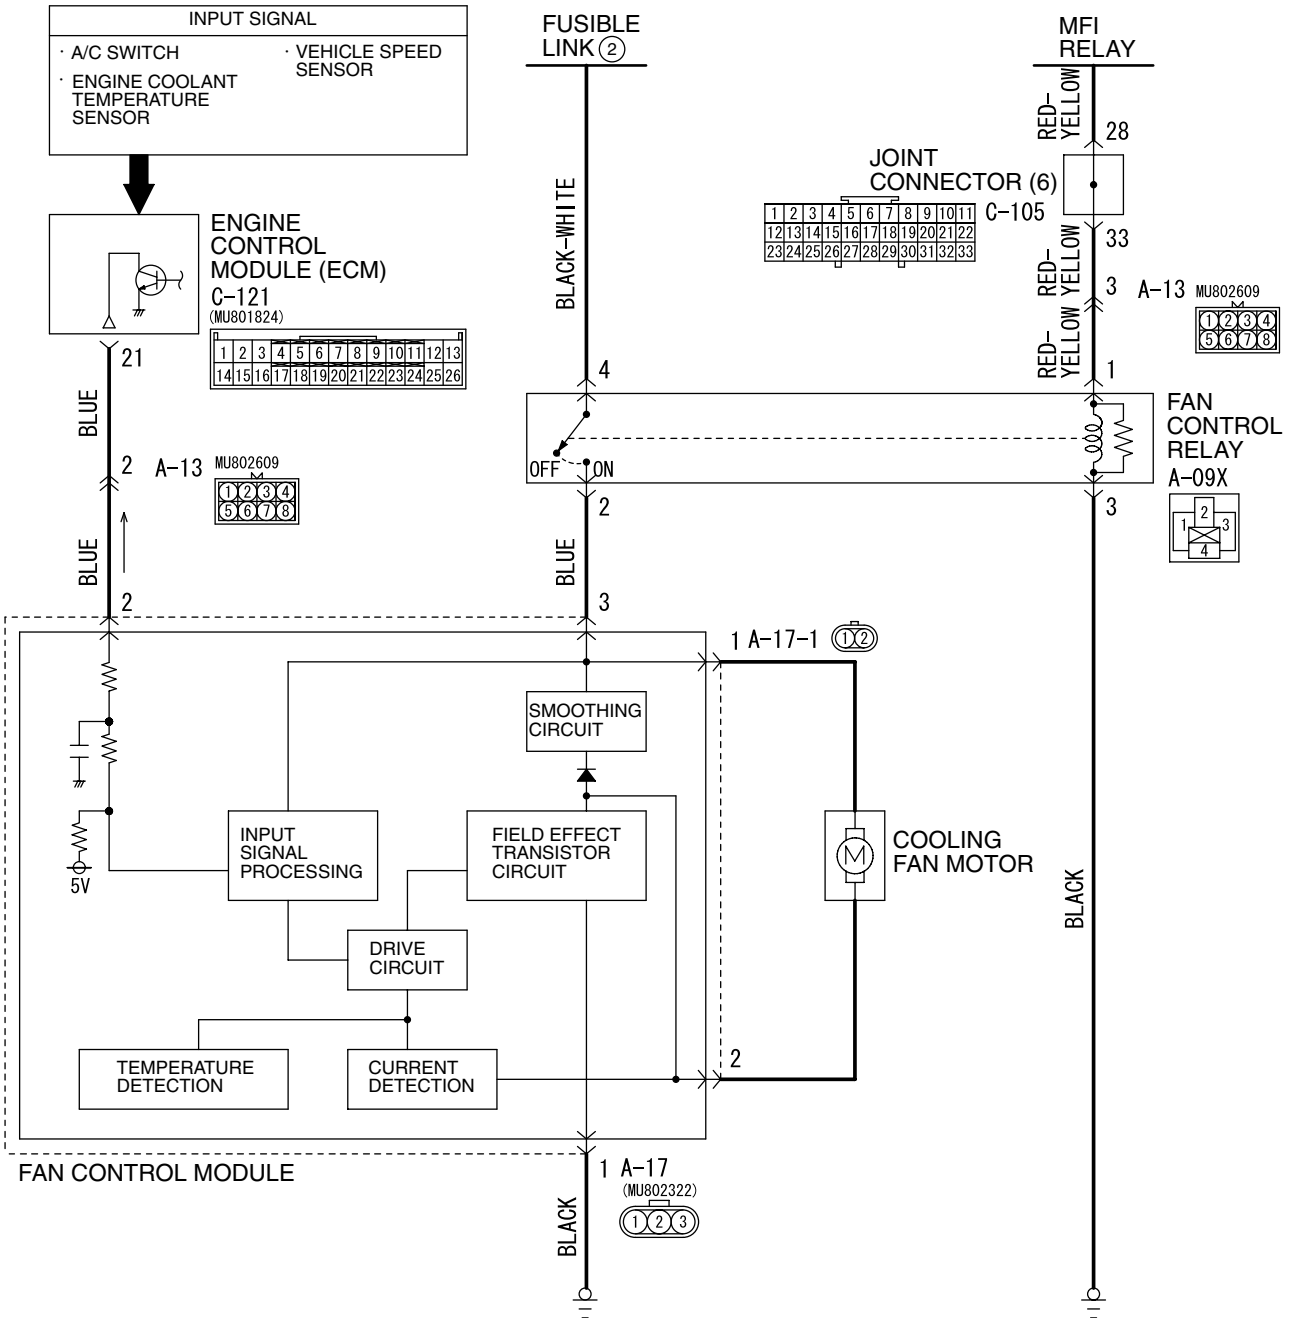 INPUT SIGNAL
· A/C SWITCH
· ENGINE COOLANT
TEMPERATURE
SENSOR
· VEHICLE SPEED
SENSOR
FUSIBLE
LINK ②
MFI
RELAY
RED-
YELLOW
28
JOINT
CONNECTOR (6)
C-105
1 2 3 4 5 6 7 8 9 10 11
12 13 14 15 16 17 18 19 20 21 22
23 24 25 26 27 28 29 30 31 32 33
33
RED-
YELLOW
3
A-13 MU802609
1 2 3 4
5 6 7 8
RED-
YELLOW
1
BLACK-WHITE
4
ENGINE
CONTROL
MODULE (ECM)
C-121
(MU801824)
1 2 3 4 5 6 7 8 9 10 11 12 13
14 15 16 17 18 19 20 21 22 23 24 25 26
21
BLUE
2
A-13 MU802609
1 2 3 4
5 6 7 8
BLUE
2
OFF
ON
FAN
CONTROL
RELAY
A-09X
2
1 3
4
2
3
BLUE
3
1 A-17-1
1 2
SMOOTHING
CIRCUIT
5V
INPUT
SIGNAL
PROCESSING
FIELD EFFECT
TRANSISTOR
CIRCUIT
M
COOLING
FAN MOTOR
BLACK
DRIVE
CIRCUIT
TEMPERATURE
DETECTION
CURRENT
DETECTION
2
FAN CONTROL MODULE
1 A-17
(MU802322)
1 2 3
BLACK